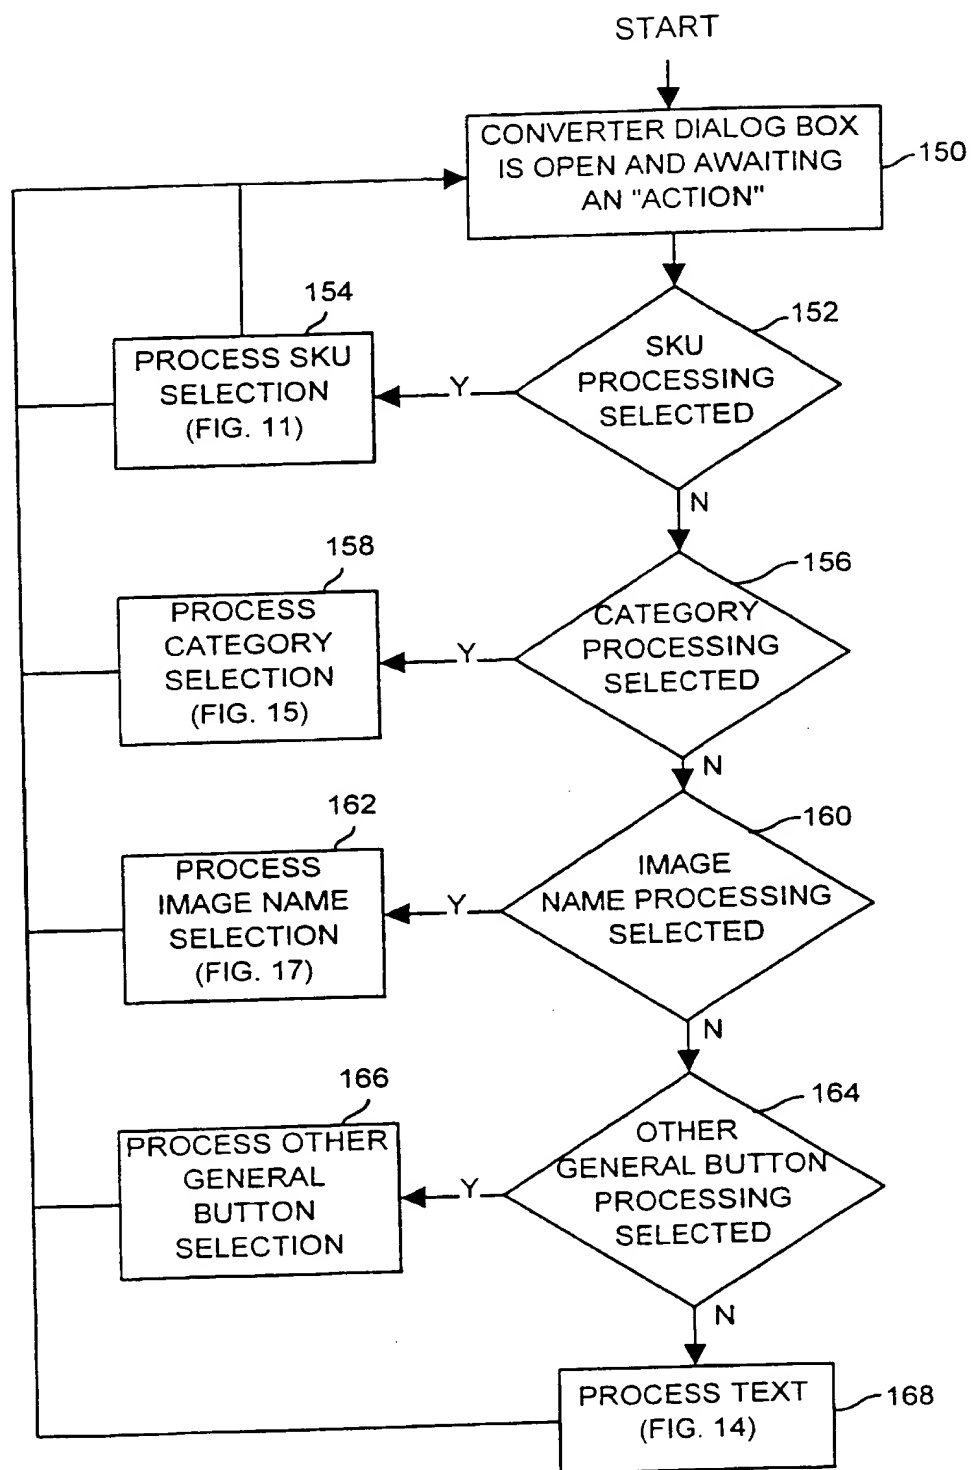 START
CONVERTER DIALOG BOX
IS OPEN AND AWAITING
AN "ACTION"
150
152
SKU
PROCESSING
SELECTED
Y
154
PROCESS SKU
SELECTION
(FIG. 11)
N
156
CATEGORY
PROCESSING
SELECTED
Y
158
PROCESS
CATEGORY
SELECTION
(FIG. 15)
N
160
IMAGE
NAME PROCESSING
SELECTED
Y
162
PROCESS
IMAGE NAME
SELECTION
(FIG. 17)
N
164
OTHER
GENERAL BUTTON
PROCESSING
SELECTED
Y
166
PROCESS OTHER
GENERAL
BUTTON
SELECTION
N
PROCESS TEXT
(FIG. 14)
168